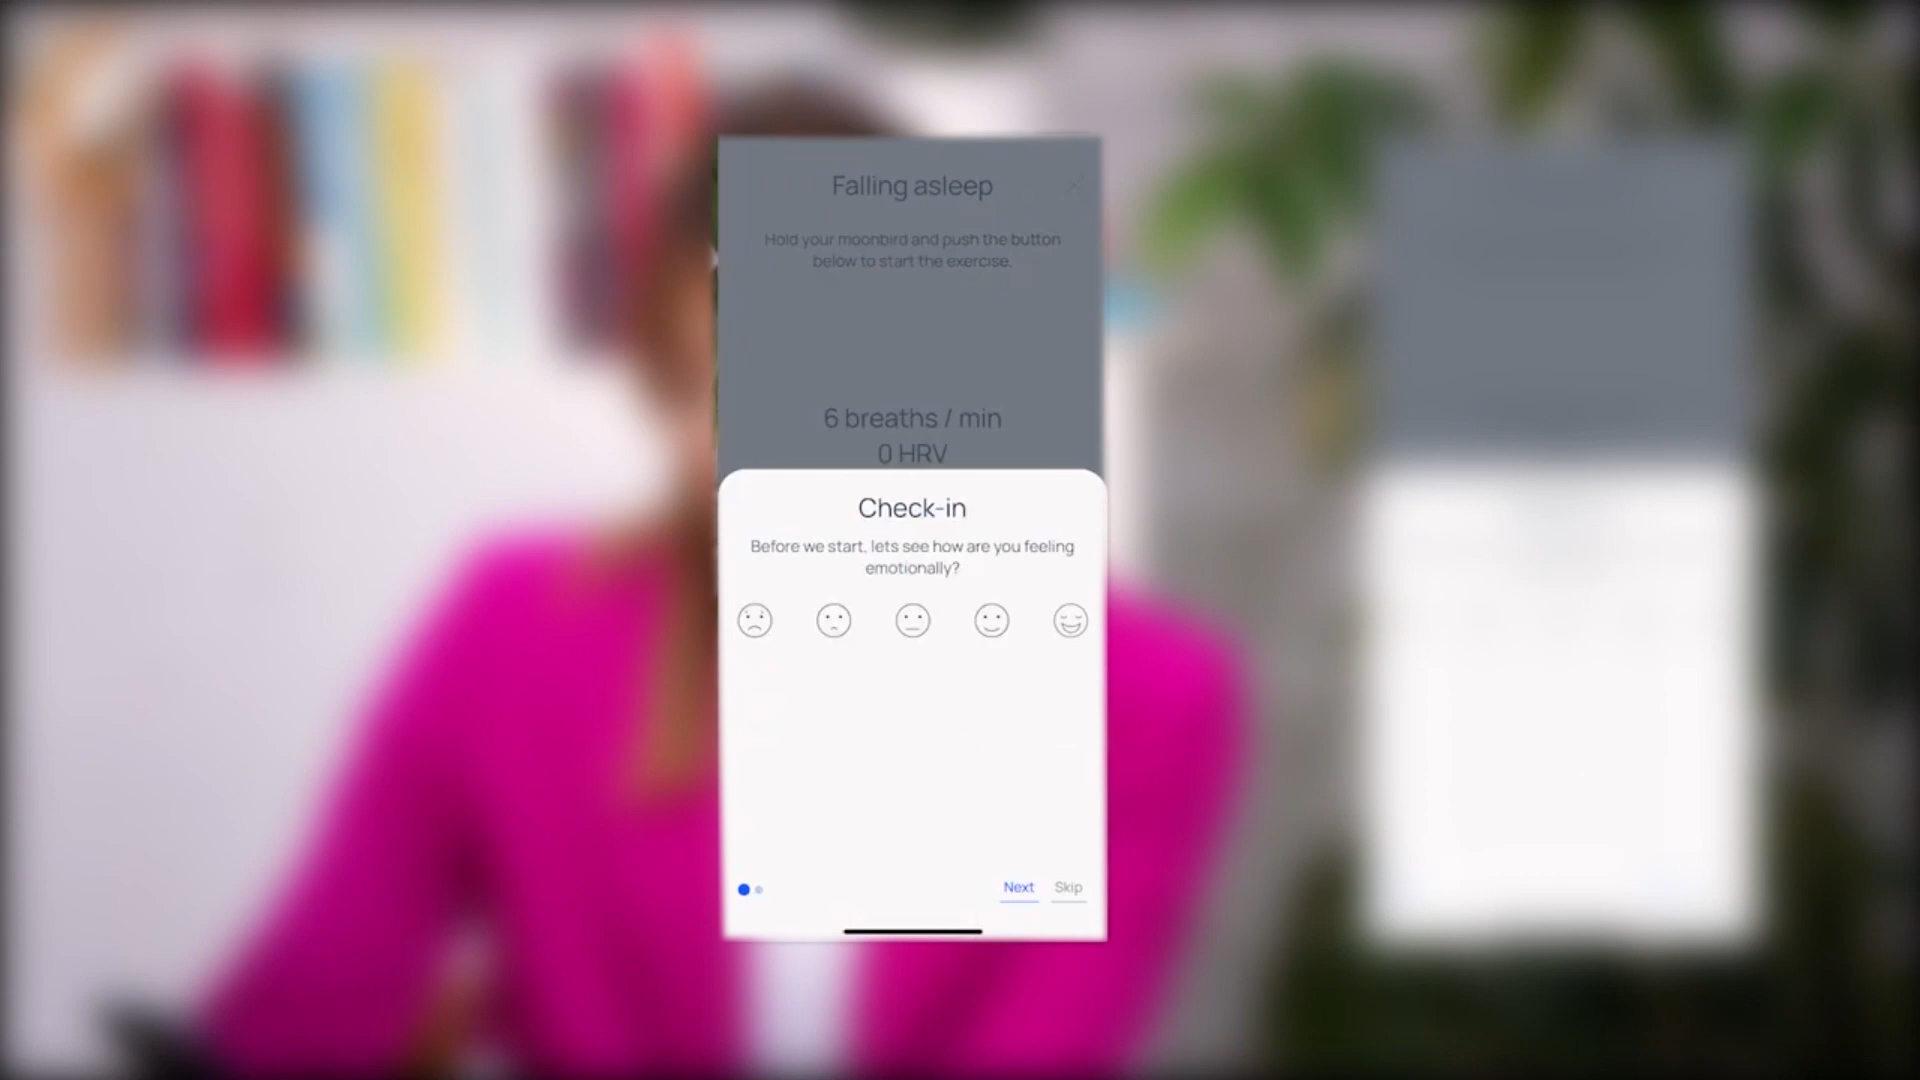 Falling asleep
Hold your moonbird and push the button
below to start the exercise.
6 breaths / min
0 HRV
Check-in
Before we start, lets see how are you feeling
emotionally?
Next Skip